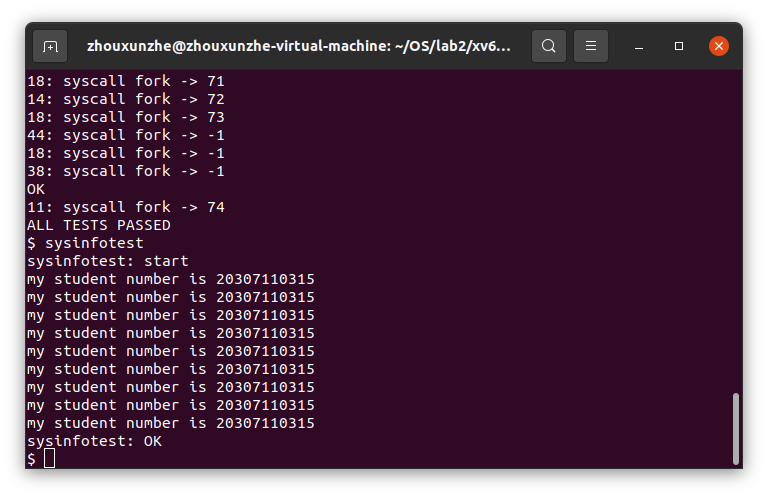 zhouxunzhe@zhouxunzhe-virtual-machine: ~/OS/lab2/xv6...
18: syscall fork -> 71
14: syscall fork -> 72
18: syscall fork -> 73
44: syscall fork -> -1
18: syscall fork -> -1
38: syscall fork -> -1
OK
11: syscall fork -> 74
ALL TESTS PASSED
$ sysinfotest
sysinfotest: start
my student number is 20307110315
my student number is 20307110315
my student number is 20307110315
my student number is 20307110315
my student number is 20307110315
my student number is 20307110315
my student number is 20307110315
my student number is 20307110315
my student number is 20307110315
sysinfotest: OK
$